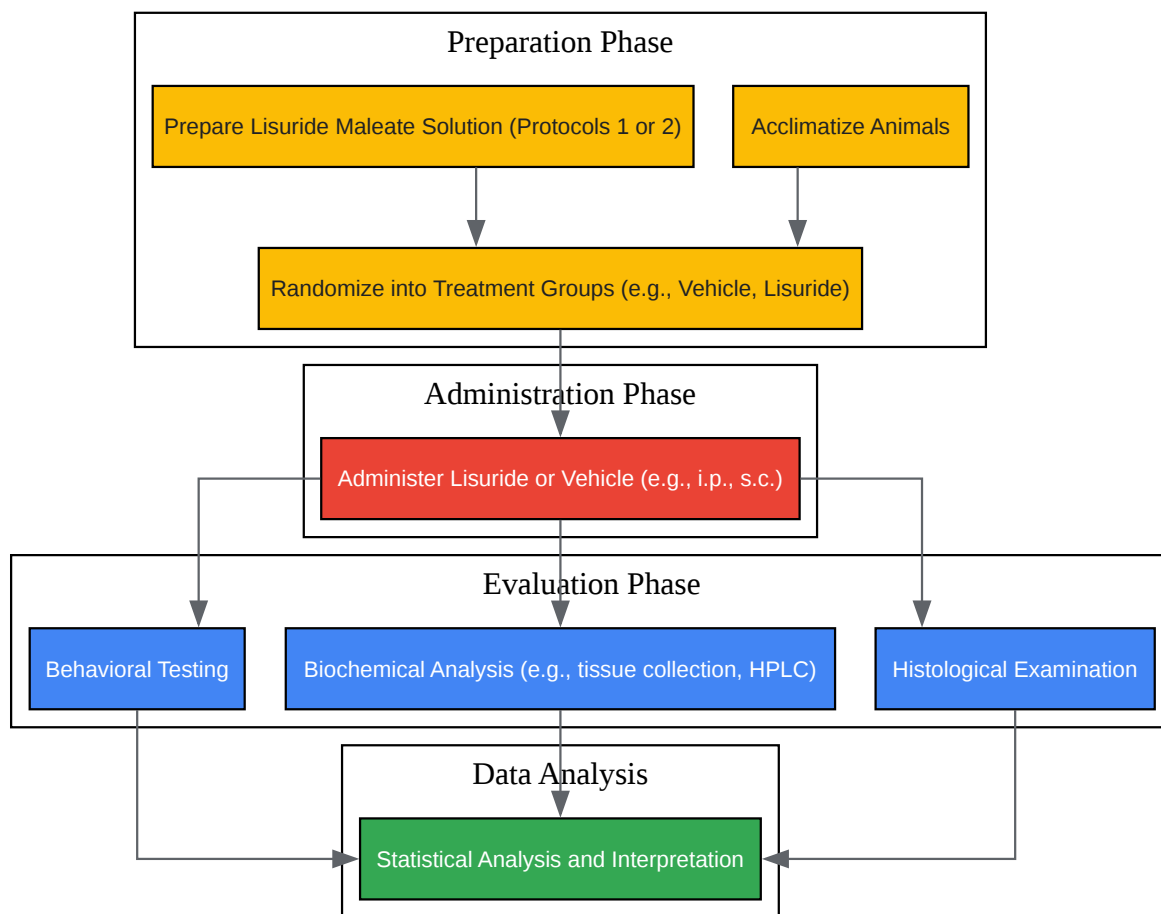 Preparation Phase
Prepare Lisuride Maleate Solution (Protocols 1 or 2)
Acclimatize Animals
Randomize into Treatment Groups (e.g., Vehicle, Lisuride)
Administration Phase
Administer Lisuride or Vehicle (e.g., i.p., s.c.)
Evaluation Phase
Behavioral Testing
Biochemical Analysis (e.g., tissue collection, HPLC)
Histological Examination
Data Analysis
Statistical Analysis and Interpretation